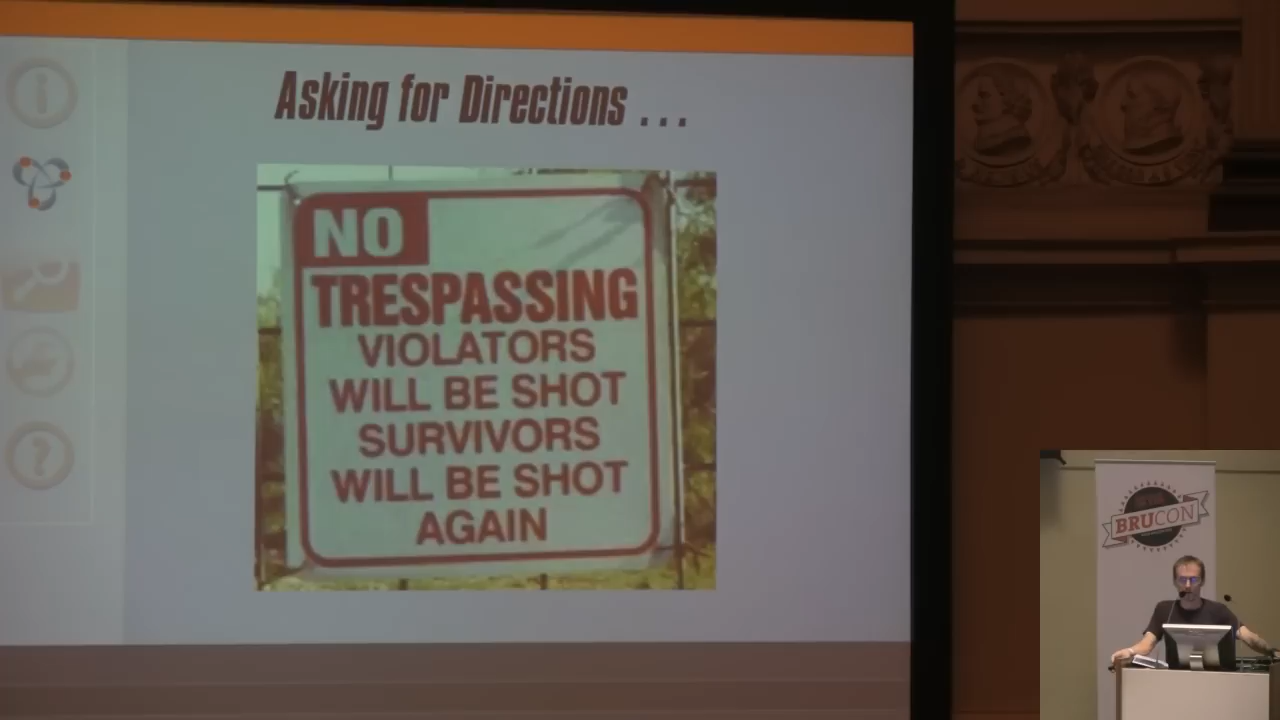 Asking for Directions ...
NO
TRESPASSING
VIOLATORS
WILL BE SHOT
SURVIVORS
WILL BE SHOT
AGAIN
BRUCON